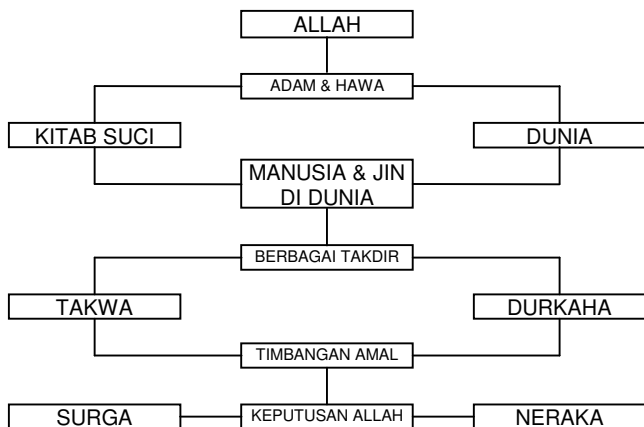 ALLAH
ADAM & HAWA
KITAB SUCI
DUNIA
MANUSIA & JIN
DI DUNIA
BERBAGAI TAKDIR
TAKWA
DURKAHA
TIMBANGAN AMAL
SURGA
KEPUTUSAN ALLAH
NERAKA